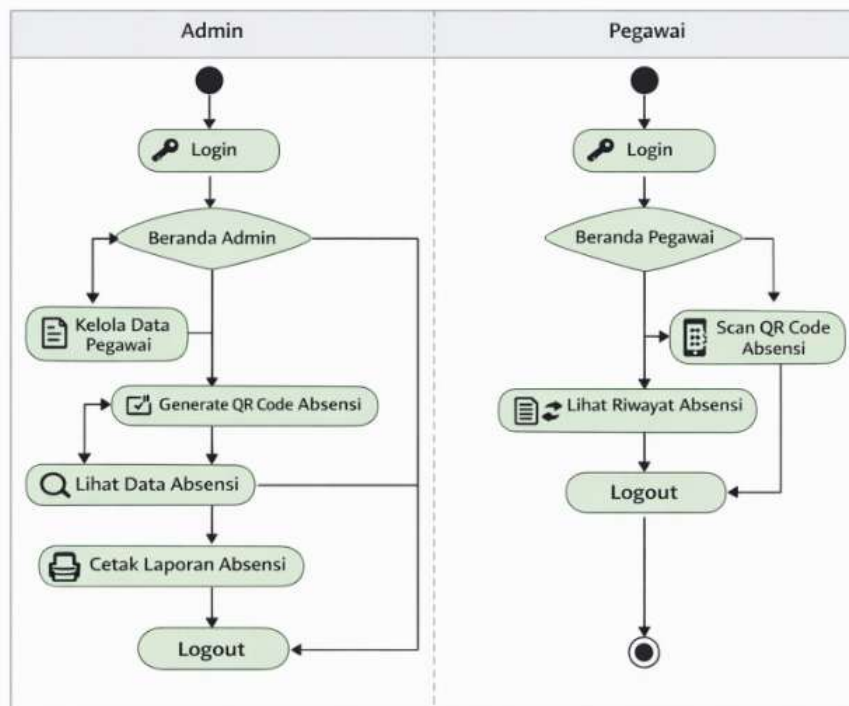 Admin
Pegawai
Login
Beranda Admin
Kelola Data
Pegawai
Generate QR Code Absensi
Lihat Data Absensi
Cetak Laporan Absensi
Logout
Login
Beranda Pegawai
Scan QR Code
Absensi
Lihat Riwayat Absensi
Logout